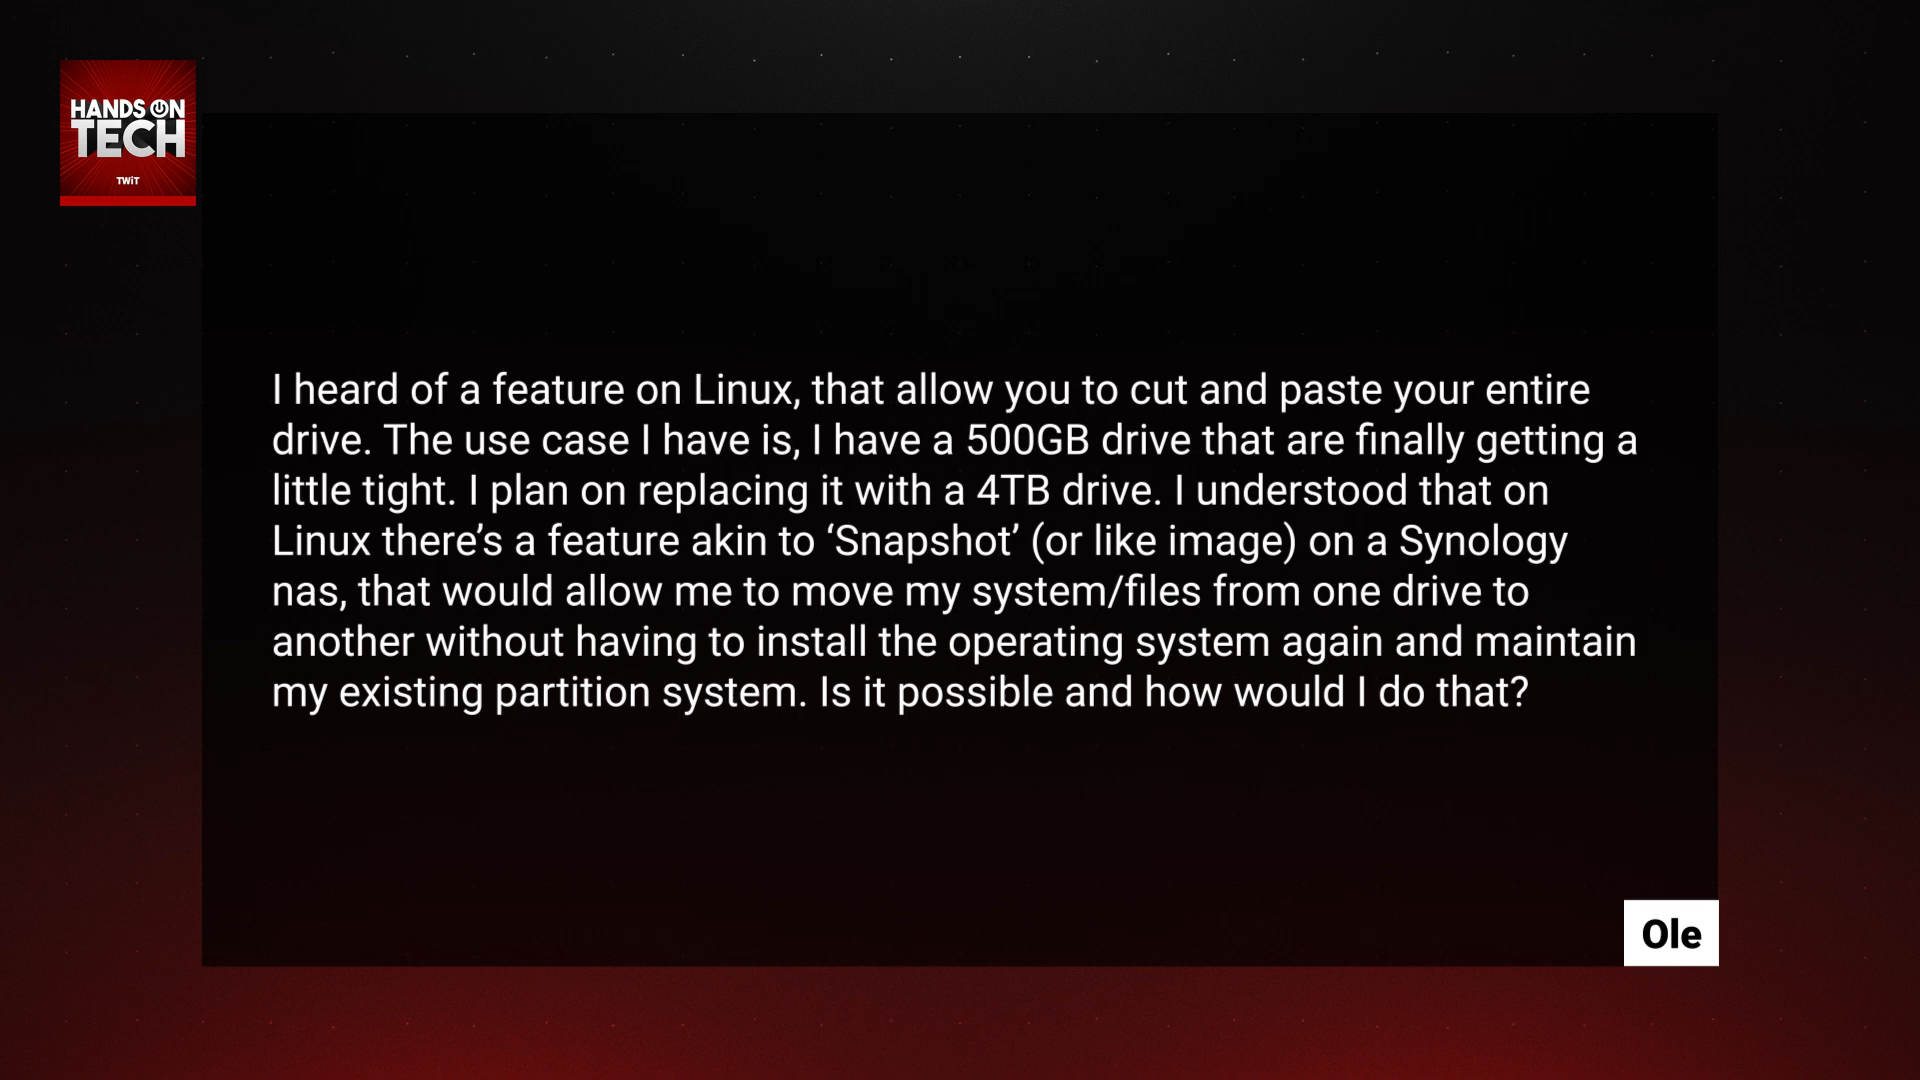 HANDS ON
TECH
TWiT
I heard of a feature on Linux, that allow you to cut and paste your entire
drive. The use case I have is, I have a 500GB drive that are finally getting a
little tight. I plan on replacing it with a 4TB drive. I understood that on
Linux there’s a feature akin to ‘Snapshot’ (or like image) on a Synology
nas, that would allow me to move my system/files from one drive to
another without having to install the operating system again and maintain
my existing partition system. Is it possible and how would I do that?
Ole